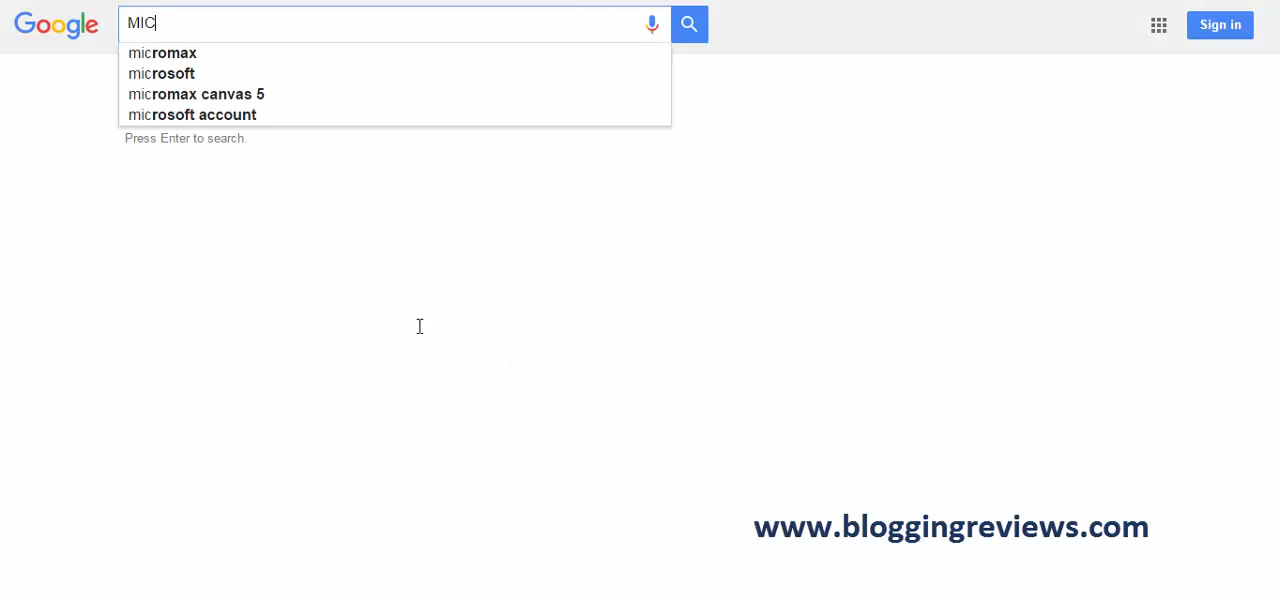 Google
MIC
Sign in
micromax
microsoft
micromax canvas 5
microsoft account
Press Enter to search.
www.bloggingreviews.com